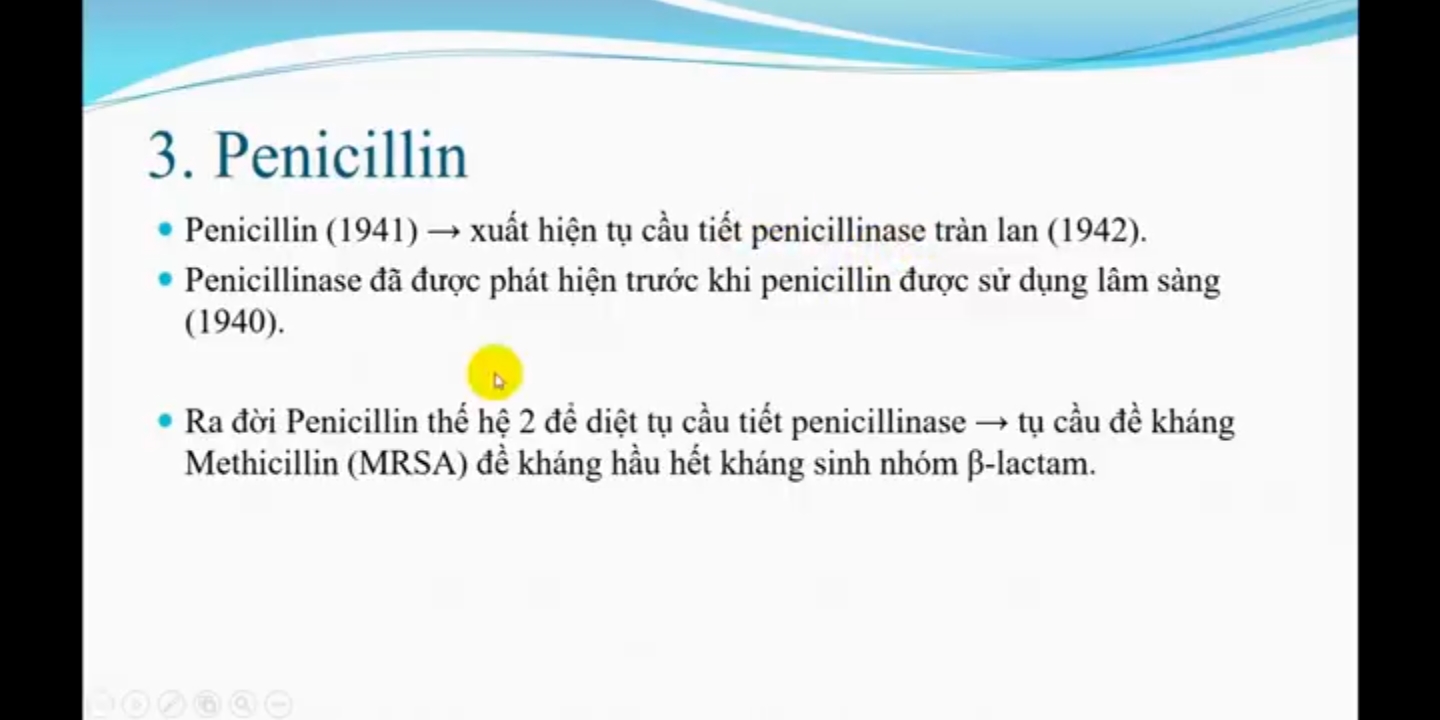 3. Penicillin
• Penicillin (1941) → xuất hiện tụ cầu tiết penicillinase tràn lan (1942).
• Penicillinase đã được phát hiện trước khi penicillin được sử dụng lâm sàng
(1940).
• Ra đời Penicillin thế hệ 2 để diệt tụ cầu tiết penicillinase → tụ cầu đề kháng
Methicillin (MRSA) đề kháng hầu hết kháng sinh nhóm β-lactam.